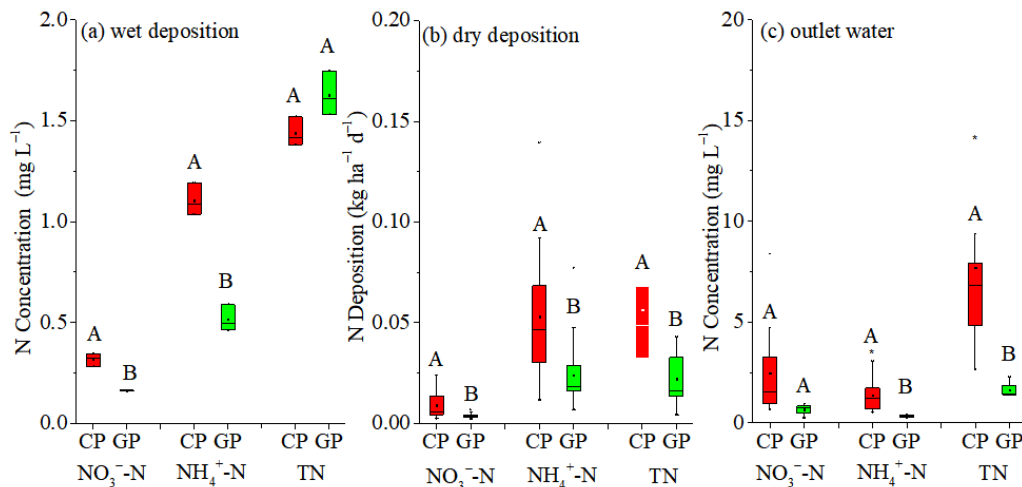 (a) wet deposition
N Concentration (mg L⁻¹)
2.0
1.5
1.0
0.5
0.0
A
B
A
B
A
A
CP GP CP GP CP GP
NO₃⁻-N NH₄⁺-N TN
(b) dry deposition
N Deposition (kg ha⁻¹ d⁻¹)
0.20
0.15
0.10
0.05
0.00
A
B
A
B
A
B
CP GP CP GP CP GP
NO₃⁻-N NH₄⁺-N TN
(c) outlet water
N Concentration (mg L⁻¹)
20
15
10
5
0
A
A
A
B
A
B
CP GP CP GP CP GP
NO₃⁻-N NH₄⁺-N TN